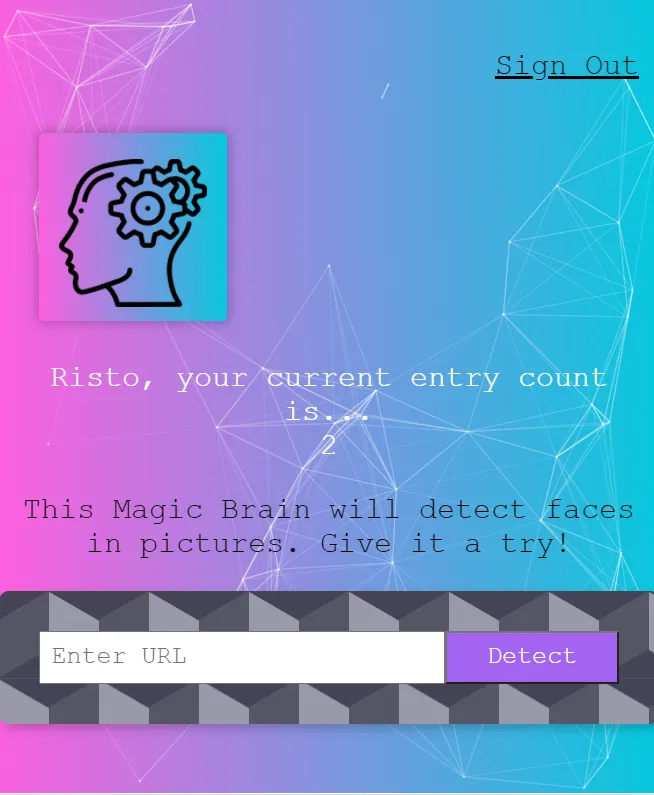 Sign Out
Risto, your current entry count
is...
2
This Magic Brain will detect faces
in pictures. Give it a try!
Enter URL
Detect